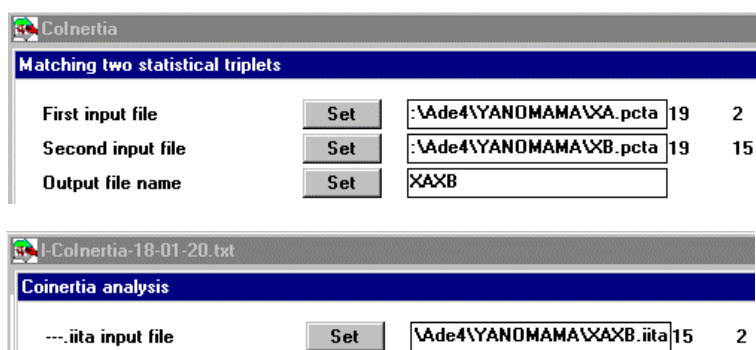 CoInertia
Matching two statistical triplets
First input file Set :\Ade4\YANOMAMA\XA.pcta 19 2
Second input file Set :\Ade4\YANOMAMA\XB.pcta 19 15
Output file name Set XAXB
I-CoInertia-18-01-20.txt
Coinertia analysis
---.iita input file Set \Ade4\YANOMAMA\XAXB.iita 15 2